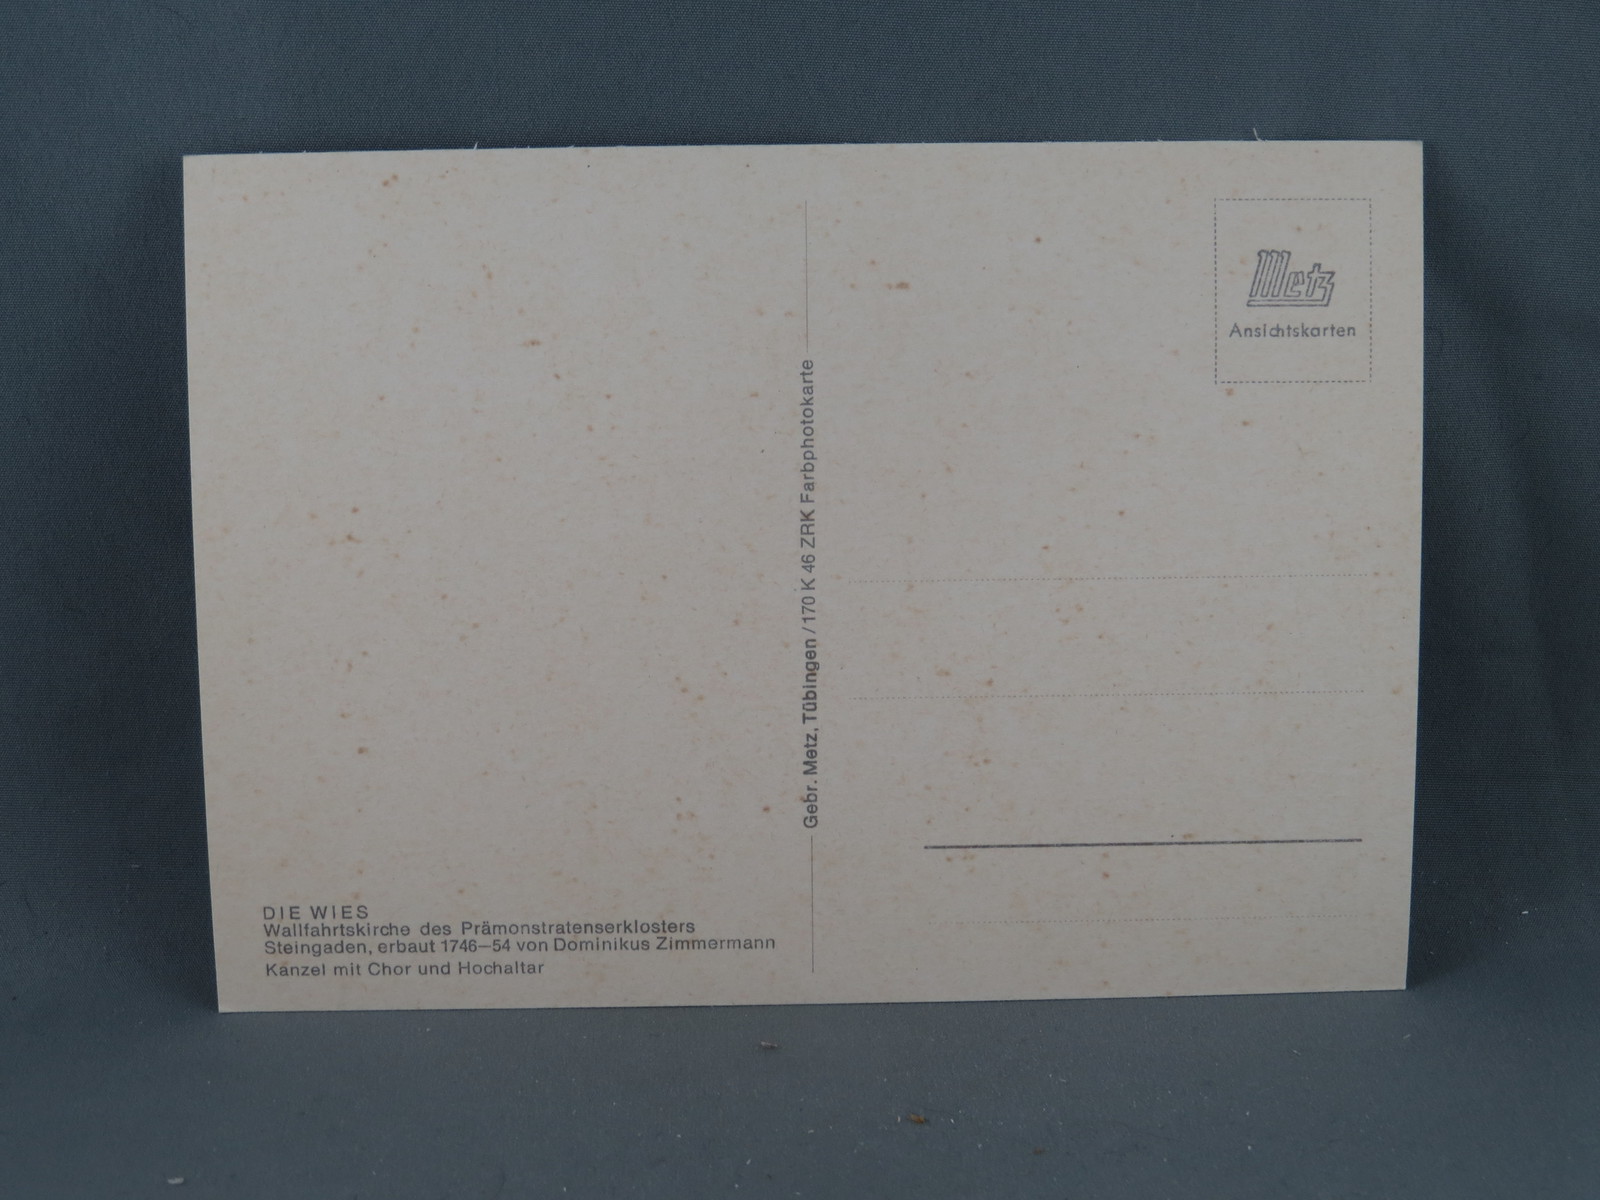 Metz
Ansichtskarten
Gebr. Metz, Tübingen/170 K 46 ZRK Farbphotokarte
DIE WIES
Wallfahrtskirche des Prämonstratenserklosters
Steingaden, erbaut 1746—54 von Dominikus Zimmermann
Kanzel mit Chor und Hochaltar